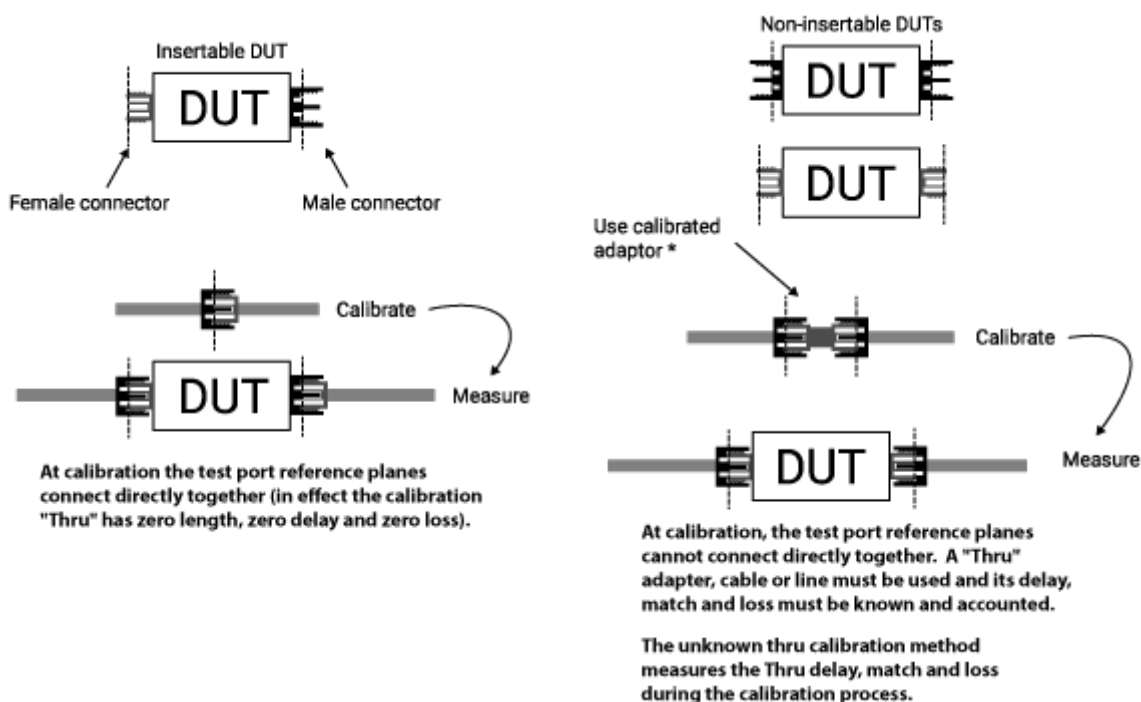 Insertable DUT
DUT
Female connector
Male connector
Calibrate
DUT
Measure
At calibration the test port reference planes
connect directly together (in effect the calibration
"Thru" has zero length, zero delay and zero loss).
Non-insertable DUTs
DUT
DUT
Use calibrated
adaptor *
Calibrate
DUT
Measure
At calibration, the test port reference planes
cannot connect directly together. A "Thru"
adapter, cable or line must be used and its delay,
match and loss must be known and accounted.
The unknown thru calibration method
measures the Thru delay, match and loss
during the calibration process.